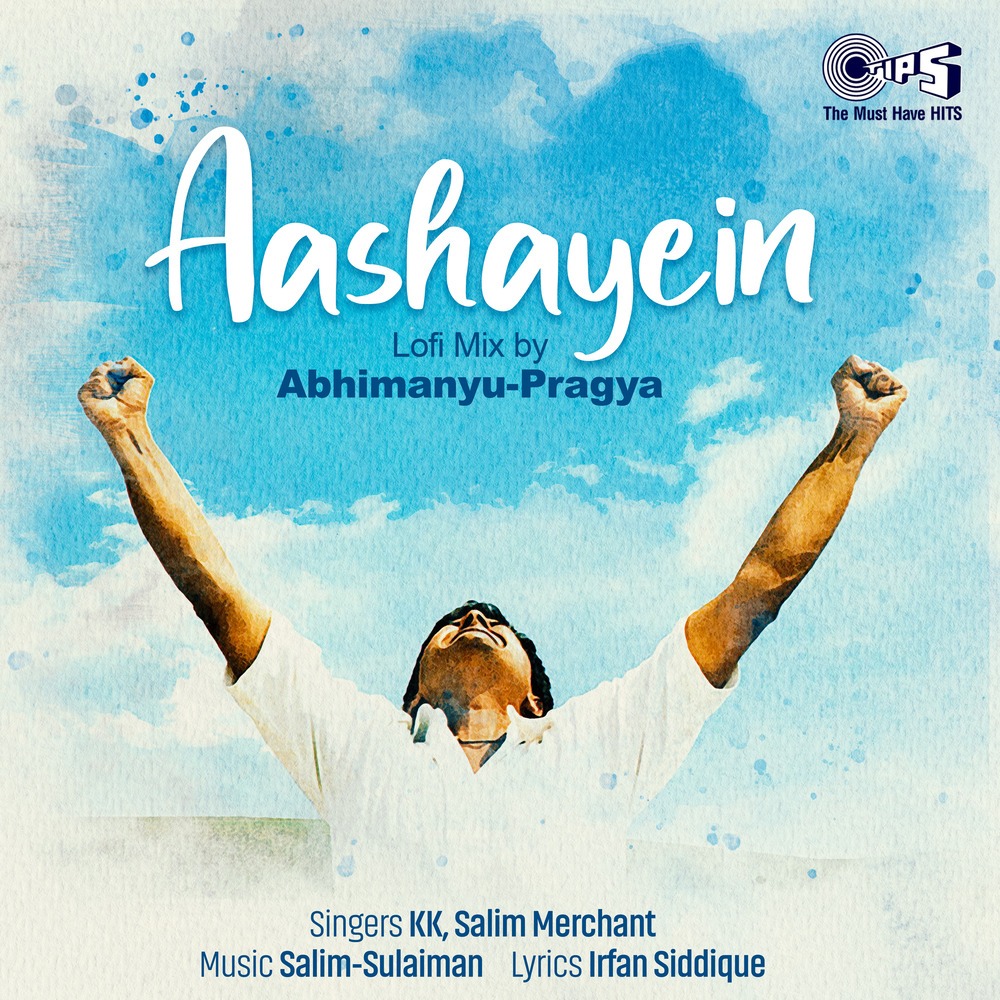 TIPS
The Must Have HITS
Aashayein
Lofi Mix by
Abhimanyu-Pragya
Singers KK, Salim Merchant
Music Salim-Sulaiman Lyrics Irfan Siddique